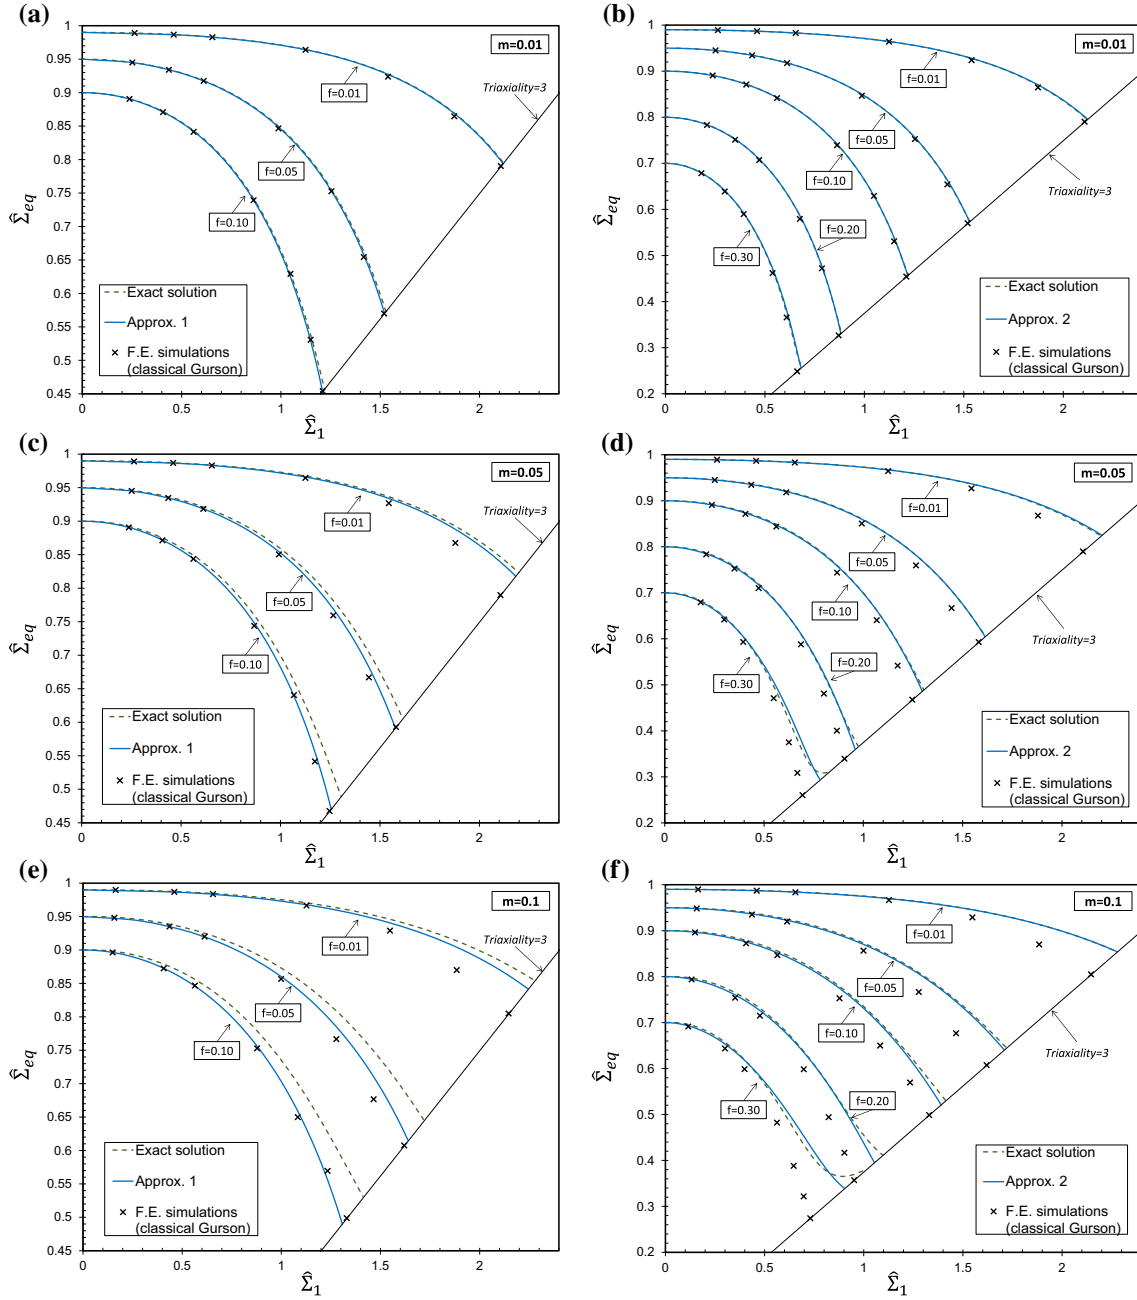 (a)
1
0.95
0.9
0.85
0.8
0.75
0.7
0.65
0.6
0.55
0.5
0.45
0
0.5
1
1.5
2
Σ̂eq
Σ̂1
m=0.01
Triaxiality=3
f=0.01
f=0.05
f=0.10
Exact solution
Approx. 1
F.E. simulations
(classical Gurson)
(b)
1
0.9
0.8
0.7
0.6
0.5
0.4
0.3
0.2
0
0.5
1
1.5
2
Σ̂eq
Σ̂1
m=0.01
f=0.01
f=0.05
f=0.10
Triaxiality=3
f=0.20
f=0.30
Exact solution
Approx. 2
F.E. simulations
(classical Gurson)
(c)
1
0.95
0.9
0.85
0.8
0.75
0.7
0.65
0.6
0.55
0.5
0.45
0
0.5
1
1.5
2
Σ̂eq
Σ̂1
m=0.05
Triaxiality=3
f=0.01
f=0.05
f=0.10
Exact solution
Approx. 1
F.E. simulations
(classical Gurson)
(d)
1
0.9
0.8
0.7
0.6
0.5
0.4
0.3
0.2
0
0.5
1
1.5
2
Σ̂eq
Σ̂1
m=0.05
f=0.01
f=0.05
f=0.10
Triaxiality=3
f=0.20
f=0.30
Exact solution
Approx. 2
F.E. simulations
(classical Gurson)
(e)
1
0.95
0.9
0.85
0.8
0.75
0.7
0.65
0.6
0.55
0.5
0.45
0
0.5
1
1.5
2
Σ̂eq
Σ̂1
m=0.1
Triaxiality=3
f=0.01
f=0.05
f=0.10
Exact solution
Approx. 1
F.E. simulations
(classical Gurson)
(f)
1
0.9
0.8
0.7
0.6
0.5
0.4
0.3
0.2
0
0.5
1
1.5
2
Σ̂eq
Σ̂1
m=0.1
f=0.01
f=0.05
f=0.10
Triaxiality=3
f=0.20
f=0.30
Exact solution
Approx. 2
F.E. simulations
(classical Gurson)